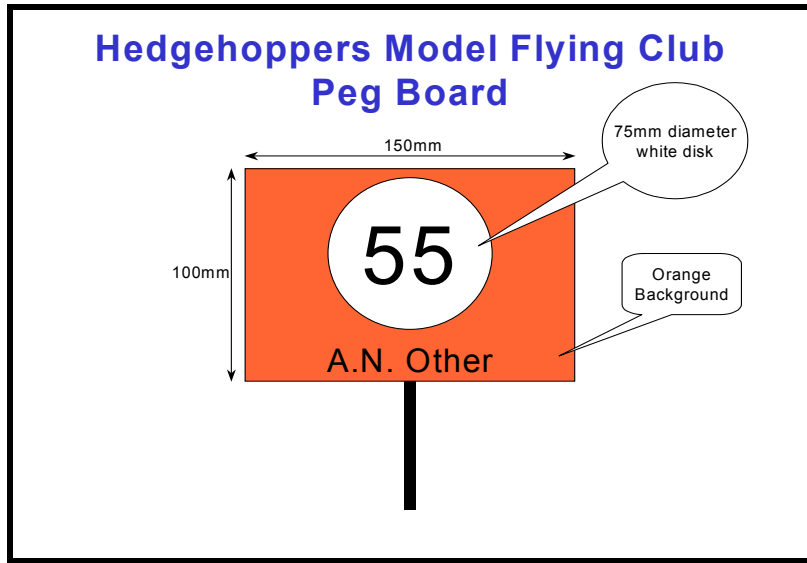 Hedgehoppers Model Flying Club
Peg Board
150mm
75mm diameter
white disk
100mm
55
Orange
Background
A.N. Other